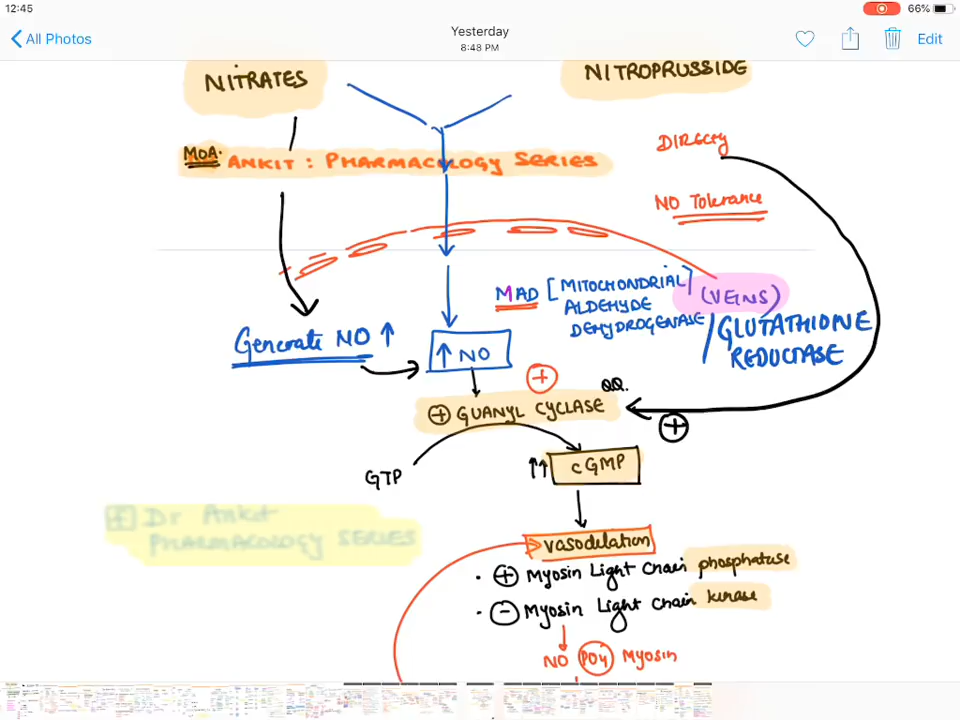 12:45
66%
All Photos
Yesterday
8:48 PM
Edit
NITRATES
NITROPRUSSIDE
MOA.
ANKIT : PHARMACOLOGY SERIES
DIRECTLY
NO Tolerance
MAD [MITOCHONDRIAL]
ALDEHYDE
DEHYDROGENASE
(VEINS)
/GLUTATHIONE
REDUCTASE
Generate NO ↑
↑ NO
+
QQ.
⊕ GUANYL CYCLASE
⊕
GTP
↑↑ cGMP
+ Dr Ankit
PHARMACOLOGY SERIES
vasodelation
• ⊕ Myosin Light Chain phosphatase
• ⊖ Myosin Light Chain kinase
NO PO4 Myosin